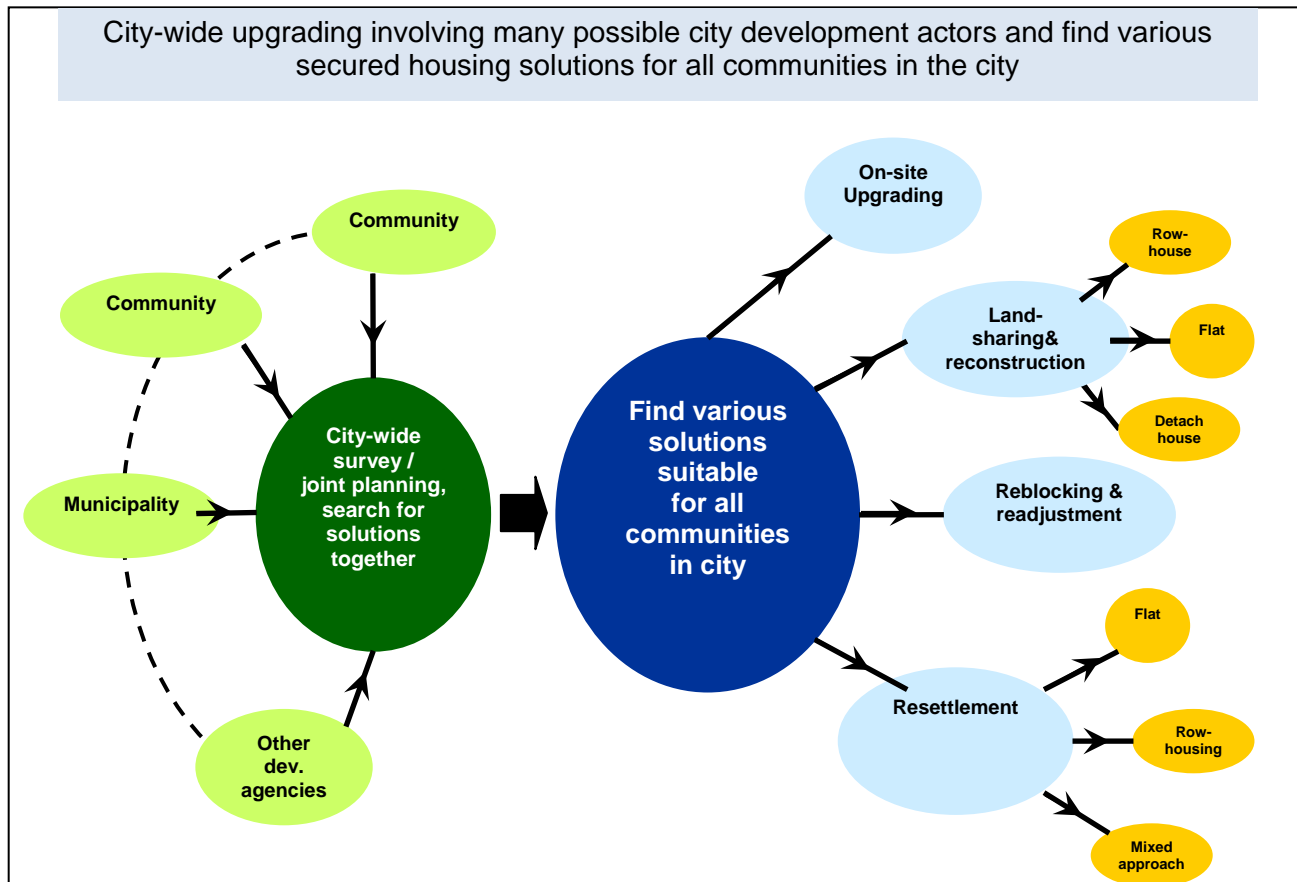 City-wide upgrading involving many possible city development actors and find various
secured housing solutions for all communities in the city
Community
Community
Municipality
Other
dev.
agencies
City-wide
survey /
joint planning,
search for
solutions
together
Find various
solutions
suitable
for all
communities
in city
On-site
Upgrading
Land-
sharing&
reconstruction
Row-
house
Flat
Detach
house
Reblocking &
readjustment
Resettlement
Flat
Row-
housing
Mixed
approach